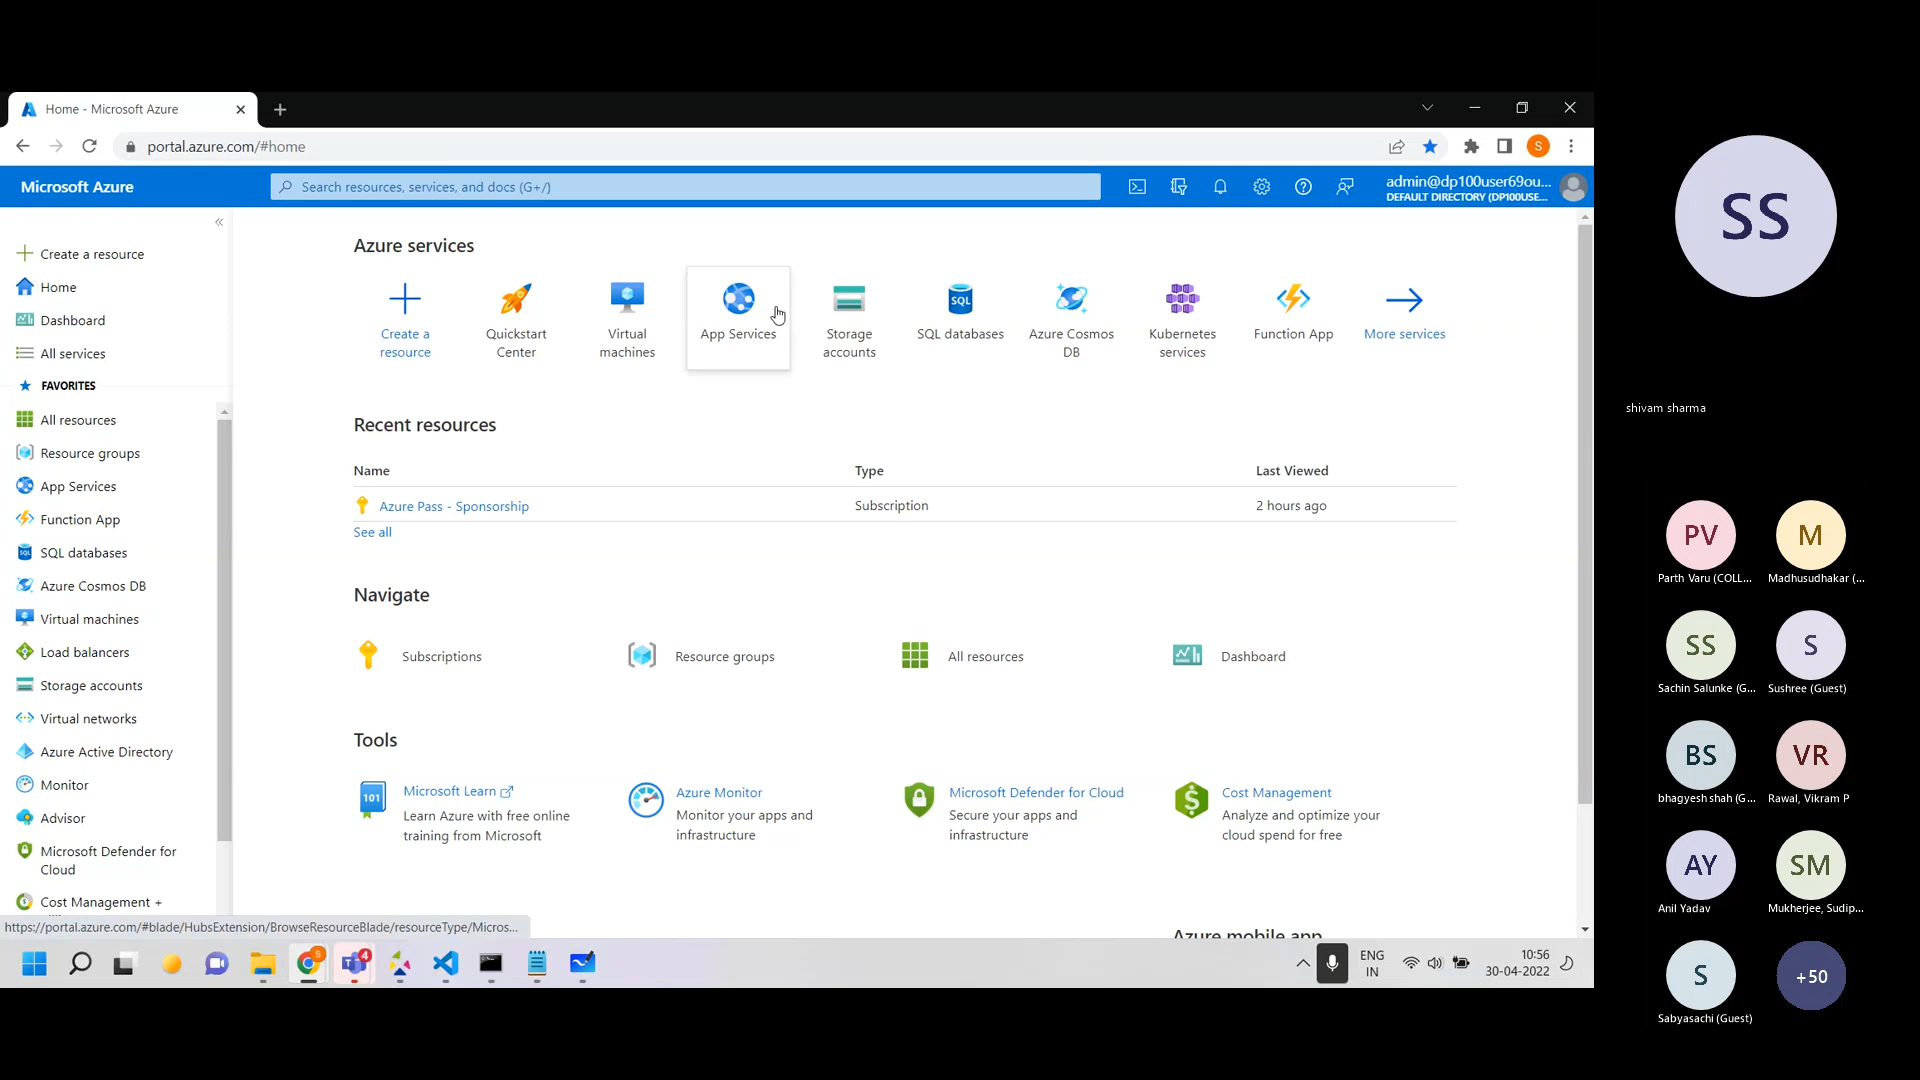 Home - Microsoft Azure
portal.azure.com/#home
S
Microsoft Azure
Search resources, services, and docs (G+/)
admin@dp100user69ou...
DEFAULT DIRECTORY (DP100USE...
Create a resource
Home
Dashboard
All services
FAVORITES
All resources
Resource groups
App Services
Function App
SQL databases
Azure Cosmos DB
Virtual machines
Load balancers
Storage accounts
Virtual networks
Azure Active Directory
Monitor
Advisor
Microsoft Defender for
Cloud
Cost Management +
Azure services
Create a
resource
Quickstart
Center
Virtual
machines
App Services
Storage
accounts
SQL
SQL databases
Azure Cosmos
DB
Kubernetes
services
Function App
More services
Recent resources
Name Type Last Viewed
Azure Pass - Sponsorship Subscription 2 hours ago
See all
Navigate
Subscriptions
Resource groups
All resources
Dashboard
Tools
101
Microsoft Learn
Learn Azure with free online
training from Microsoft
Azure Monitor
Monitor your apps and
infrastructure
Microsoft Defender for Cloud
Secure your apps and
infrastructure
Cost Management
Analyze and optimize your
cloud spend for free
Azure mobile app
https://portal.azure.com/#blade/HubsExtension/BrowseResourceBlade/resourceType/Micros...
4
ENG
IN
10:56
30-04-2022
SS
shivam sharma
PV
Parth Varu (COLL...
M
Madhusudhakar (...
SS
Sachin Salunke (G...
S
Sushree (Guest)
BS
bhagyesh shah (G...
VR
Rawal, Vikram P
AY
Anil Yadav
SM
Mukherjee, Sudip...
S
Sabyasachi (Guest)
+50